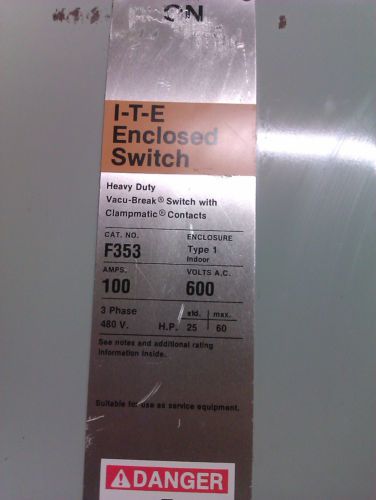 ON
I-T-E
Enclosed
Switch
Heavy Duty
Vacu-Break® Switch with
Clampmatic® Contacts
CAT. NO. ENCLOSURE
F353 Type 1
Indoor
AMPS. VOLTS A.C.
100 600
3 Phase std. max.
480 V. H.P. 25 60
See notes and additional rating
information inside.
Suitable for use as service equipment.
DANGER